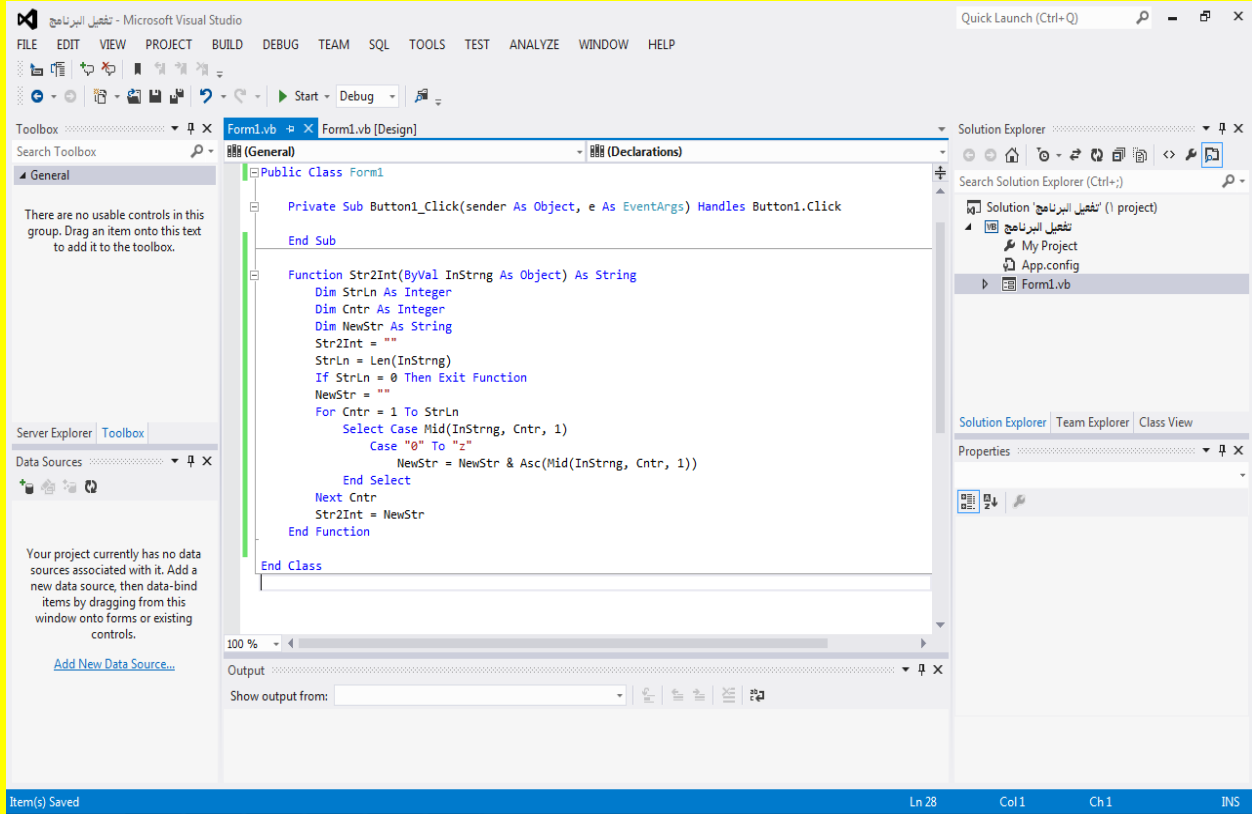 تفعيل البرنامج - Microsoft Visual Studio
Quick Launch (Ctrl+Q)
FILE EDIT VIEW PROJECT BUILD DEBUG TEAM SQL TOOLS TEST ANALYZE WINDOW HELP
Start Debug
Toolbox
Search Toolbox
General
There are no usable controls in this
group. Drag an item onto this text
to add it to the toolbox.
Server Explorer Toolbox
Data Sources
Your project currently has no data
sources associated with it. Add a
new data source, then data-bind
items by dragging from this
window onto forms or existing
controls.
Add New Data Source...
Form1.vb Form1.vb [Design]
(General) (Declarations)
Public Class Form1
Private Sub Button1_Click(sender As Object, e As EventArgs) Handles Button1.Click
End Sub
Function Str2Int(ByVal InStrng As Object) As String
Dim StrLn As Integer
Dim Cntr As Integer
Dim NewStr As String
Str2Int = ""
StrLn = Len(InStrng)
If StrLn = 0 Then Exit Function
NewStr = ""
For Cntr = 1 To StrLn
Select Case Mid(InStrng, Cntr, 1)
Case "0" To "z"
NewStr = NewStr & Asc(Mid(InStrng, Cntr, 1))
End Select
Next Cntr
Str2Int = NewStr
End Function
End Class
100 %
Output
Show output from:
Solution Explorer
Search Solution Explorer (Ctrl+;)
Solution 'تفعيل البرنامج' (١ project)
VB تفعيل البرنامج
My Project
App.config
Form1.vb
Solution Explorer Team Explorer Class View
Properties
Item(s) Saved
Ln 28 Col 1 Ch 1 INS